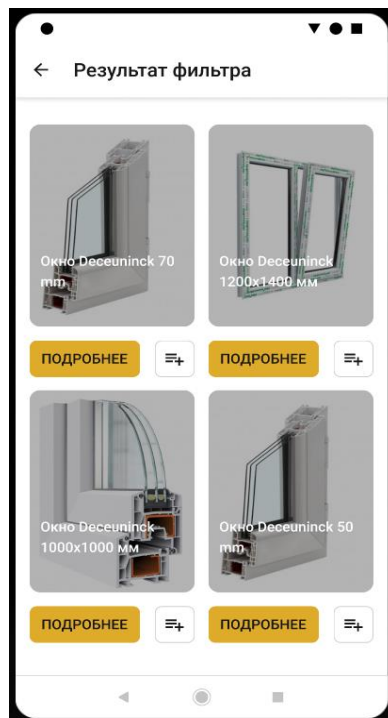 Результат фильтра
Окно Deceuninck 70
mm
Окно Deceuninck
1200x1400 мм
ПОДРОБНЕЕ
ПОДРОБНЕЕ
Окно Deceuninck
1000x1000 мм
Окно Deceuninck 50
mm
ПОДРОБНЕЕ
ПОДРОБНЕЕ